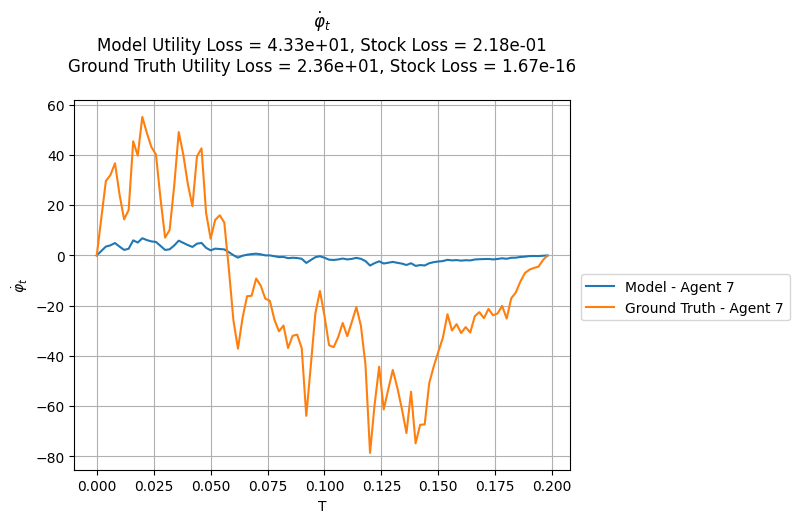 φ̇ₜ
Model Utility Loss = 4.33e+01, Stock Loss = 2.18e-01
Ground Truth Utility Loss = 2.36e+01, Stock Loss = 1.67e-16
60
40
20
0
−20
−40
−60
−80
φ̇ₜ
0.000
0.025
0.050
0.075
0.100
0.125
0.150
0.175
0.200
T
Model - Agent 7
Ground Truth - Agent 7